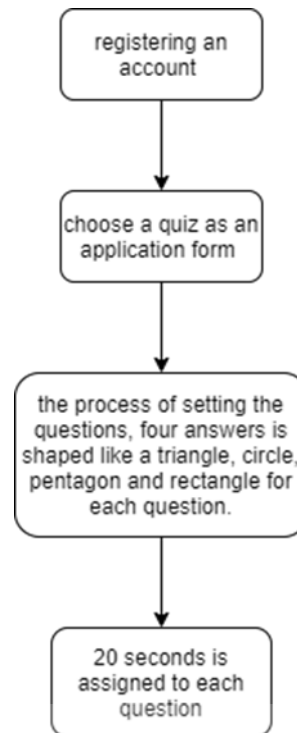 registering an
account
choose a quiz as an
application form
the process of setting the
questions, four answers is
shaped like a triangle, circle,
pentagon and rectangle for
each question.
20 seconds is
assigned to each
question